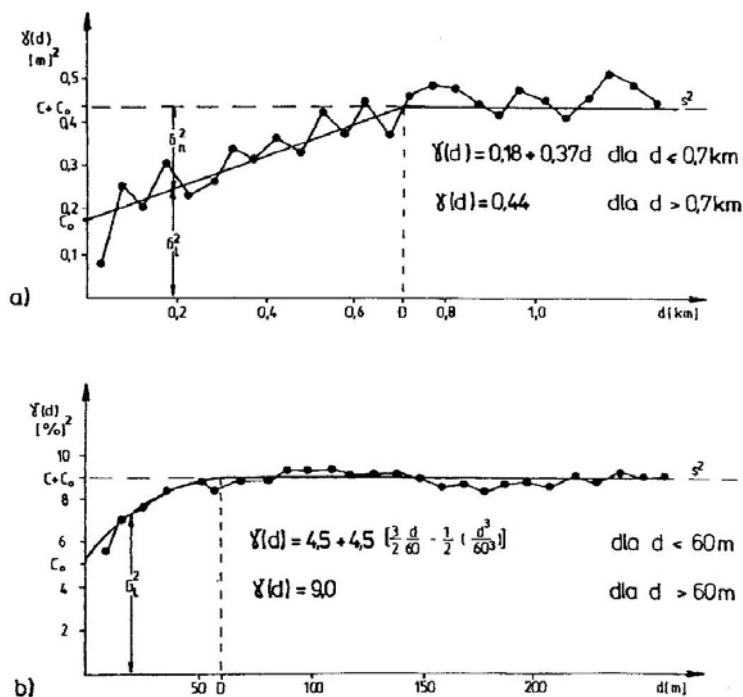 γ(d)
[m]²
0,5
C+C₀
0,4
0,3
0,2
C₀
0,1
δ²ₙ
δ²_L
s²
γ(d)=0,18+0,37d dla d ≤ 0,7km
γ(d)=0,44 dla d > 0,7km
a)
0,2 0,4 0,6 D 0,8 1,0 d[km]
γ(d)
[%]²
10
C+C₀
8
6
C₀
4
2
G²_L
s²
γ(d)=4,5+4,5 [3/2 d/60 - 1/2 (d³/60³)] dla d < 60m
γ(d)=9,0 dla d > 60m
b)
50 D 100 150 200 d[m]